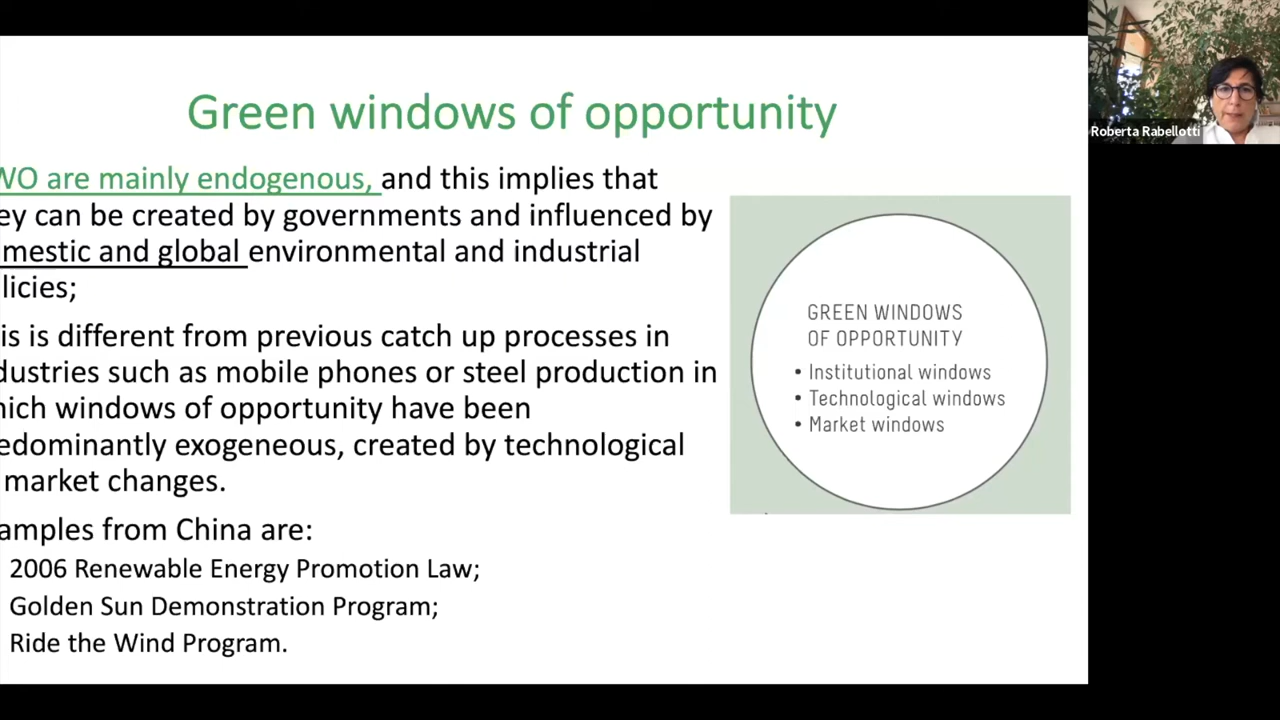 Green windows of opportunity
WO are mainly endogenous, and this implies that
ey can be created by governments and influenced by
mestic and global environmental and industrial
licies;
is is different from previous catch up processes in
dustries such as mobile phones or steel production in
hich windows of opportunity have been
edominantly exogeneous, created by technological
market changes.
amples from China are:
2006 Renewable Energy Promotion Law;
Golden Sun Demonstration Program;
Ride the Wind Program.
GREEN WINDOWS
OF OPPORTUNITY
• Institutional windows
• Technological windows
• Market windows
Roberta Rabellotti